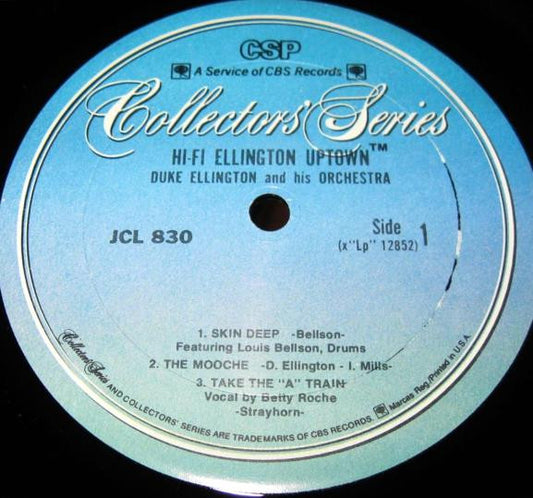 CSP
A Service of CBS Records
Collectors' Series
HI-FI ELLINGTON UPTOWN™
DUKE ELLINGTON and his ORCHESTRA
JCL 830
Side 1
(x"Lp" 12852)
1. SKIN DEEP -Bellson-
Featuring Louis Bellson, Drums
2. THE MOOCHE -D. Ellington - I. Mills-
3. TAKE THE "A" TRAIN
Vocal by Betty Roche
-Strayhorn-
Collectors' Series AND COLLECTORS' SERIES ARE TRADEMARKS OF CBS RECORDS. Marcas Reg./Printed in U.S.A.